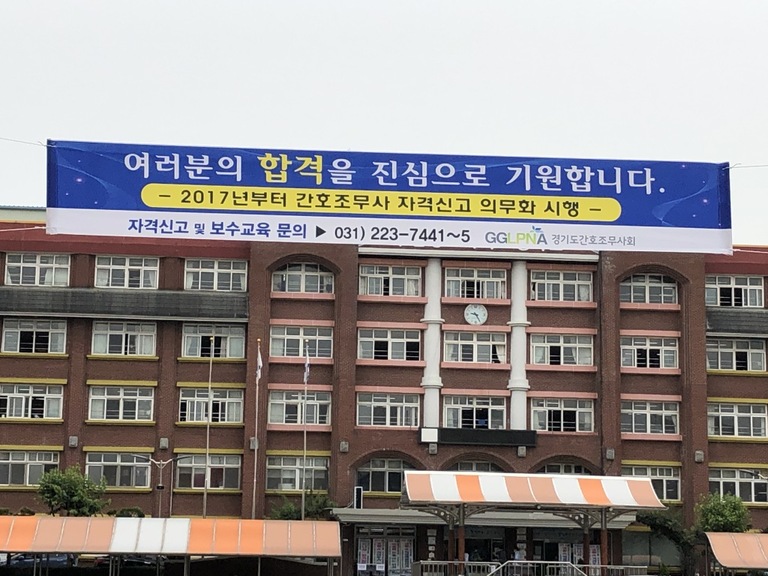 여러분의 합격을 진심으로 기원합니다.
- 2017년부터 간호조무사 자격신고 의무화 시행 -
자격신고 및 보수교육 문의 ▶ 031) 223-7441~5 GGLPNA 경기도간호조무사회